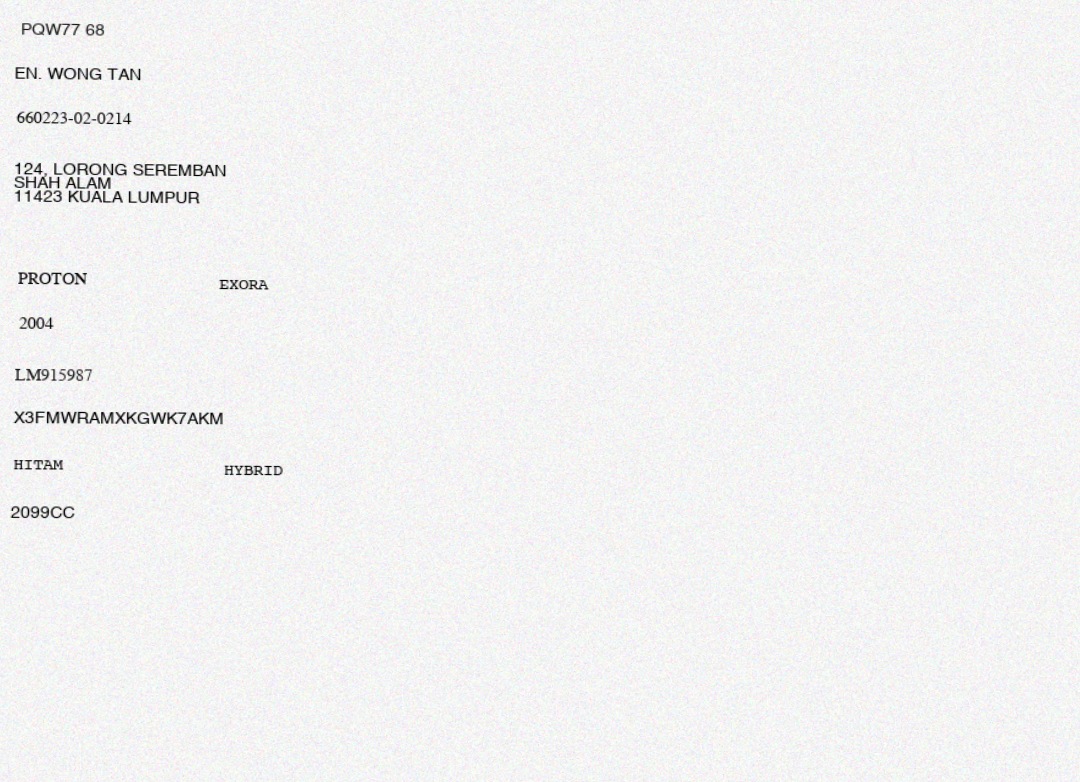 PQW77 68
EN. WONG TAN
660223-02-0214
124, LORONG SEREMBAN
SHAH ALAM
11423 KUALA LUMPUR
PROTON EXORA
2004
LM915987
X3FMWRAMXKGWK7AKM
HITAM HYBRID
2099CC